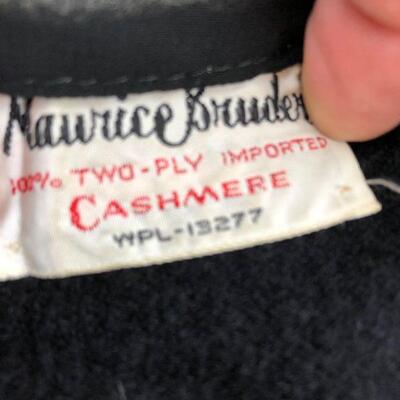 Maurice Bruder
100% TWO-PLY IMPORTED
CASHMERE
WPL-13277